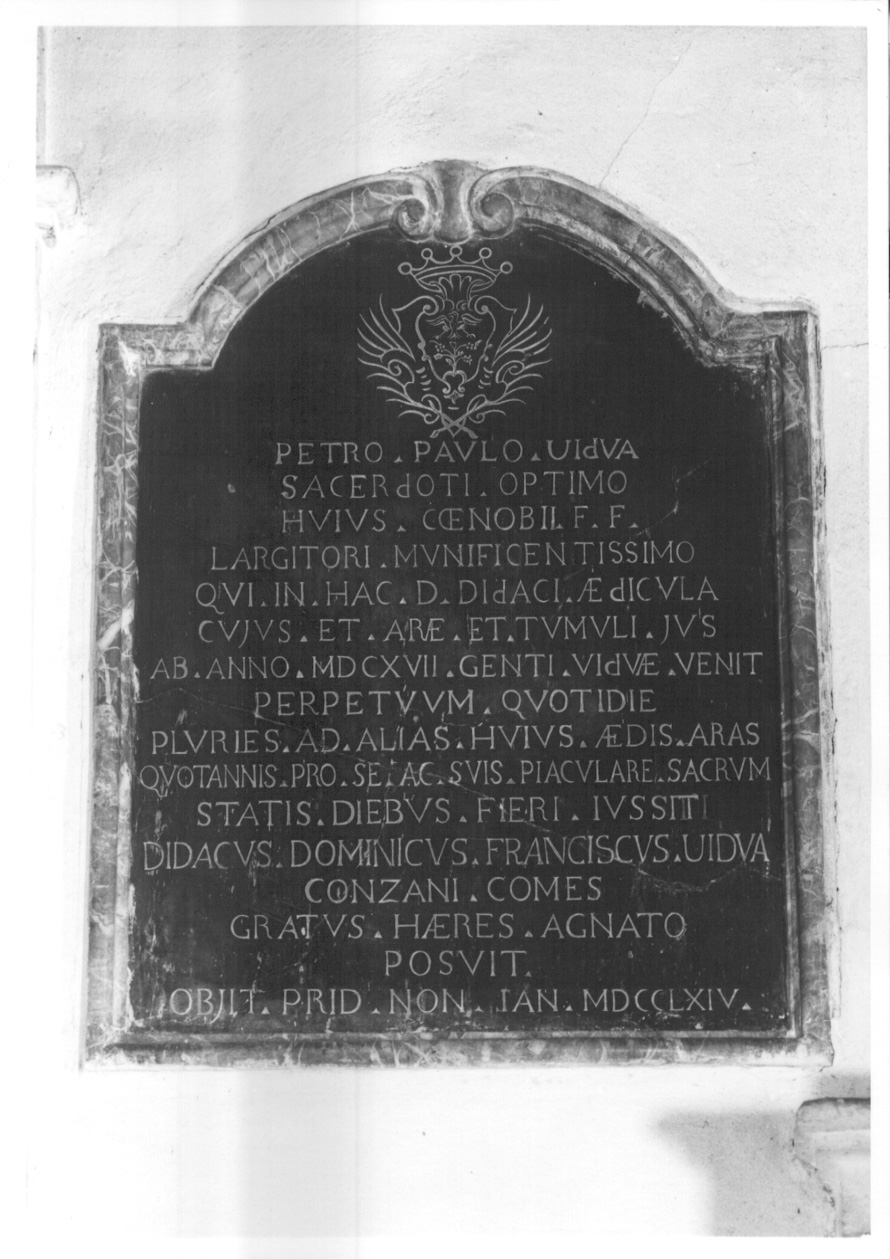 PETRO . PAVLO . UIDVA
SACERDOTI . OPTIMO
HVIVS . CŒNOBII . F . F .
LARGITORI . MVNIFICENTISSIMO
QVI . IN . HAC . D . DIDACI . ÆDICVLA
CVJVS . ET . ARÆ . ET . TVMVLI . JVS
AB . ANNO . MDCXVII . GENTI . VIDVÆ . VENIT
PERPETVVM . QVOTIDIE
PLVRIES . AD . ALIAS . HVIVS . ÆDIS . ARAS
QVOTANNIS . PRO . SE . AC . SVIS . PIACVLARE . SACRVM
STATIS . DIEBVS . FIERI . IVSSIT
DIDACVS . DOMINICVS . FRANCISCVS . UIDVA
CONZANI . COMES
GRATVS . HÆRES . AGNATO
POSVIT .
OBJIT . PRID . NON . IAN . MDCCLXIV .